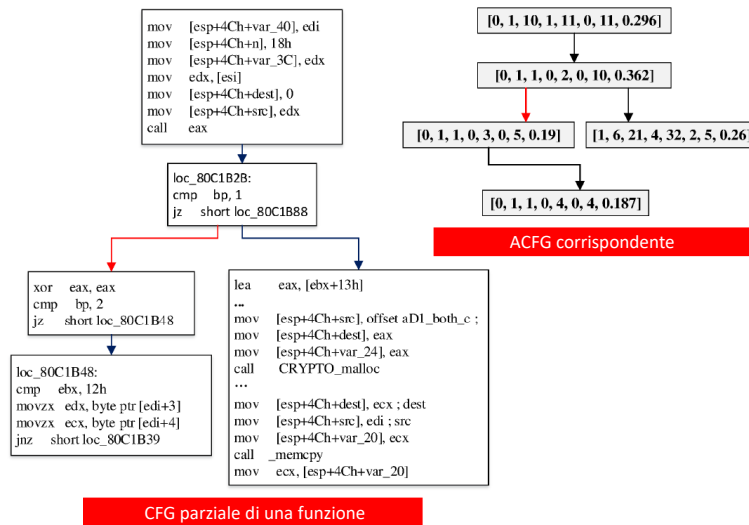 mov [esp+4Ch+var_40], edi
mov [esp+4Ch+n], 18h
mov [esp+4Ch+var_3C], edx
mov edx, [esi]
mov [esp+4Ch+dest], 0
mov [esp+4Ch+src], edx
call eax
loc_80C1B2B:
cmp bp, 1
jz short loc_80C1B88
xor eax, eax
cmp bp, 2
jz short loc_80C1B48
loc_80C1B48:
cmp ebx, 12h
movzx edx, byte ptr [edi+3]
movzx ecx, byte ptr [edi+4]
jnz short loc_80C1B39
lea eax, [ebx+13h]
...
mov [esp+4Ch+src], offset aD1_both_c ;
mov [esp+4Ch+dest], eax
mov [esp+4Ch+var_24], eax
call CRYPTO_malloc
...
mov [esp+4Ch+dest], ecx ; dest
mov [esp+4Ch+src], edi ; src
mov [esp+4Ch+var_20], ecx
call _memcpy
mov ecx, [esp+4Ch+var_20]
CFG parziale di una funzione
[0, 1, 10, 1, 11, 0, 11, 0.296]
[0, 1, 1, 0, 2, 0, 10, 0.362]
[0, 1, 1, 0, 3, 0, 5, 0.19]
[1, 6, 21, 4, 32, 2, 5, 0.26]
[0, 1, 1, 0, 4, 0, 4, 0.187]
ACFG corrispondente